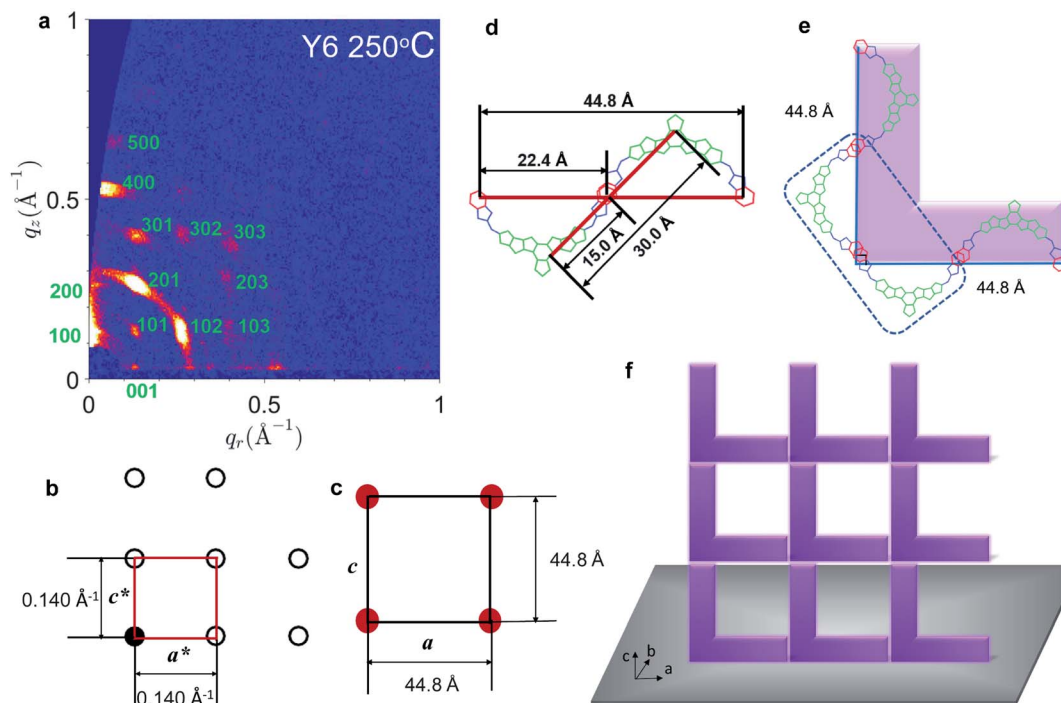 a
Y6 250°C
1
0.5
0
0
0.5
1
qz(Å⁻¹)
qr(Å⁻¹)
500
400
301
302
303
200
201
203
100
101
102
103
001
d
44.8 Å
22.4 Å
15.0 Å
30.0 Å
e
44.8 Å
44.8 Å
b
0.140 Å⁻¹
c*
a*
0.140 Å⁻¹
c
c
44.8 Å
a
44.8 Å
f
c
b
a